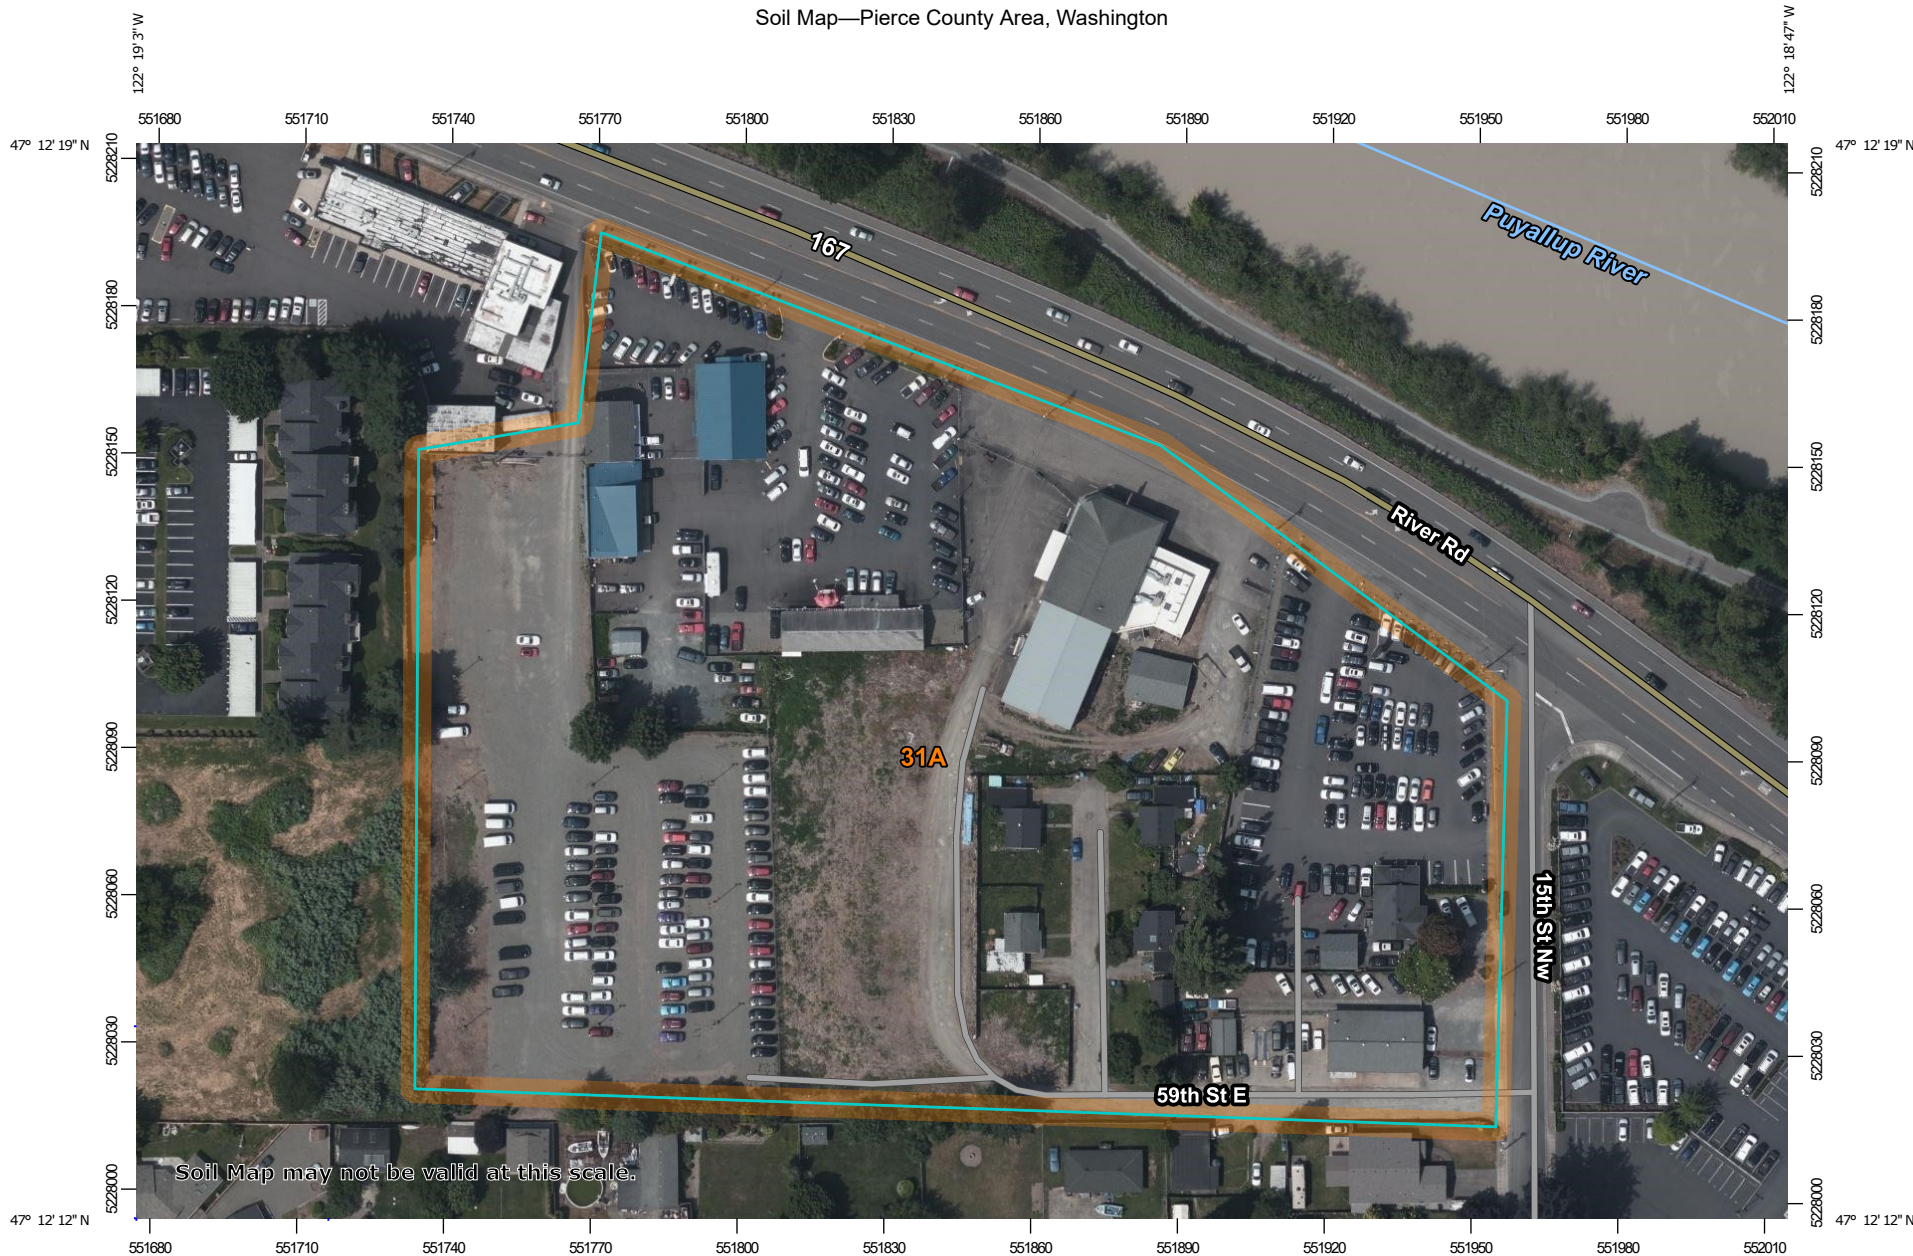 Soil Map—Pierce County Area, Washington
122° 19' 3" W
122° 18' 47" W
551680 551710 551740 551770 551800 551830 551860 551890 551920 551950 551980 552010
47° 12' 19" N
47° 12' 19" N
5228210
5228210
Puyallup River
167
5228180
5228180
5228150
5228150
River Rd
5228120
5228120
31A
5228090
5228090
5228060
5228060
15th St Nw
5228030
5228030
59th St E
Soil Map may not be valid at this scale.
5228000
5228000
47° 12' 12" N
47° 12' 12" N
551680 551710 551740 551770 551800 551830 551860 551890 551920 551950 551980 552010